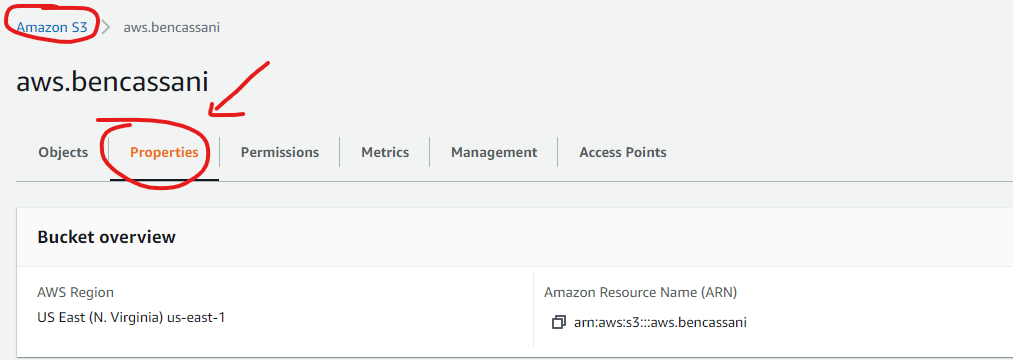 Amazon S3 > aws.bencassani
aws.bencassani
Objects Properties Permissions Metrics Management Access Points
Bucket overview
AWS Region
US East (N. Virginia) us-east-1
Amazon Resource Name (ARN)
arn:aws:s3:::aws.bencassani